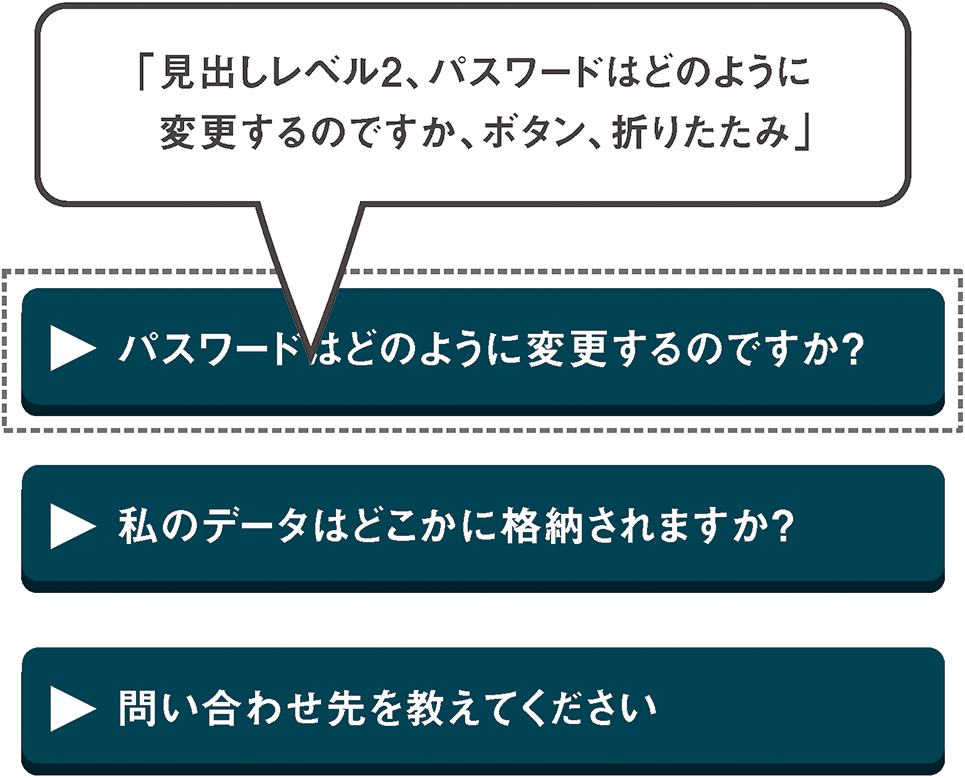 「見出しレベル2、パスワードはどのように
変更するのですか、ボタン、折りたたみ」
▶ パスワードはどのように変更するのですか?
▶ 私のデータはどこかに格納されますか?
▶ 問い合わせ先を教えてください